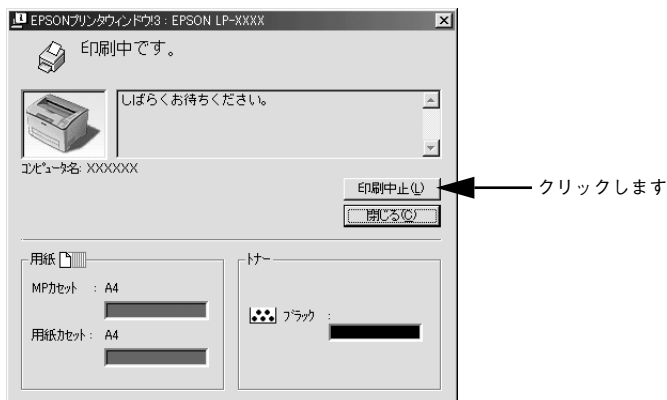 EPSONプリンタウィンドウ!3 : EPSON LP-XXXX
印刷中です。
しばらくお待ちください。
コンピュータ名: XXXXXX
印刷中止(L)
クリックします
閉じる(C)
用紙
トナー
MPカセット : A4
ブラック :
用紙カセット : A4